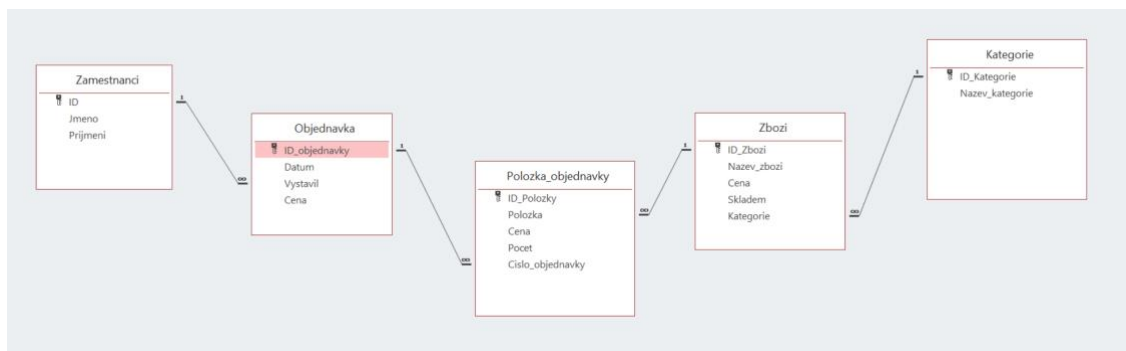 Zamestnanci
ID
Jmeno
Prijmeni
1
∞
Objednavka
ID_objednavky
Datum
Vystavil
Cena
1
∞
Polozka_objednavky
ID_Polozky
Polozka
Cena
Pocet
Cislo_objednavky
1
∞
Zbozi
ID_Zbozi
Nazev_zbozi
Cena
Skladem
Kategorie
1
∞
Kategorie
ID_Kategorie
Nazev_kategorie